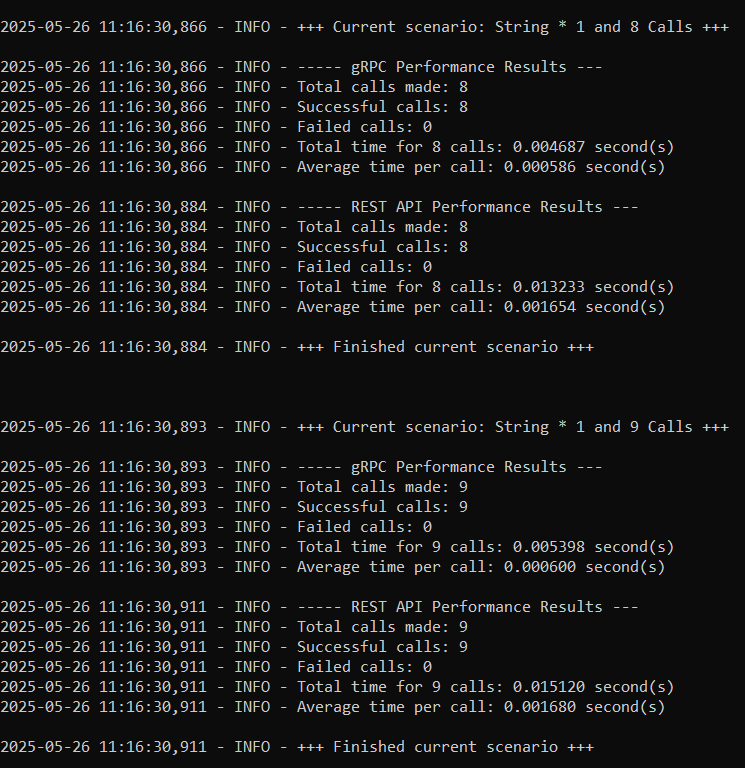 2025-05-26 11:16:30,866 - INFO - +++ Current scenario: String * 1 and 8 Calls +++
2025-05-26 11:16:30,866 - INFO - ----- gRPC Performance Results ---
2025-05-26 11:16:30,866 - INFO - Total calls made: 8
2025-05-26 11:16:30,866 - INFO - Successful calls: 8
2025-05-26 11:16:30,866 - INFO - Failed calls: 0
2025-05-26 11:16:30,866 - INFO - Total time for 8 calls: 0.004687 second(s)
2025-05-26 11:16:30,866 - INFO - Average time per call: 0.000586 second(s)
2025-05-26 11:16:30,884 - INFO - ----- REST API Performance Results ---
2025-05-26 11:16:30,884 - INFO - Total calls made: 8
2025-05-26 11:16:30,884 - INFO - Successful calls: 8
2025-05-26 11:16:30,884 - INFO - Failed calls: 0
2025-05-26 11:16:30,884 - INFO - Total time for 8 calls: 0.013233 second(s)
2025-05-26 11:16:30,884 - INFO - Average time per call: 0.001654 second(s)
2025-05-26 11:16:30,884 - INFO - +++ Finished current scenario +++
2025-05-26 11:16:30,893 - INFO - +++ Current scenario: String * 1 and 9 Calls +++
2025-05-26 11:16:30,893 - INFO - ----- gRPC Performance Results ---
2025-05-26 11:16:30,893 - INFO - Total calls made: 9
2025-05-26 11:16:30,893 - INFO - Successful calls: 9
2025-05-26 11:16:30,893 - INFO - Failed calls: 0
2025-05-26 11:16:30,893 - INFO - Total time for 9 calls: 0.005398 second(s)
2025-05-26 11:16:30,893 - INFO - Average time per call: 0.000600 second(s)
2025-05-26 11:16:30,911 - INFO - ----- REST API Performance Results ---
2025-05-26 11:16:30,911 - INFO - Total calls made: 9
2025-05-26 11:16:30,911 - INFO - Successful calls: 9
2025-05-26 11:16:30,911 - INFO - Failed calls: 0
2025-05-26 11:16:30,911 - INFO - Total time for 9 calls: 0.015120 second(s)
2025-05-26 11:16:30,911 - INFO - Average time per call: 0.001680 second(s)
2025-05-26 11:16:30,911 - INFO - +++ Finished current scenario +++